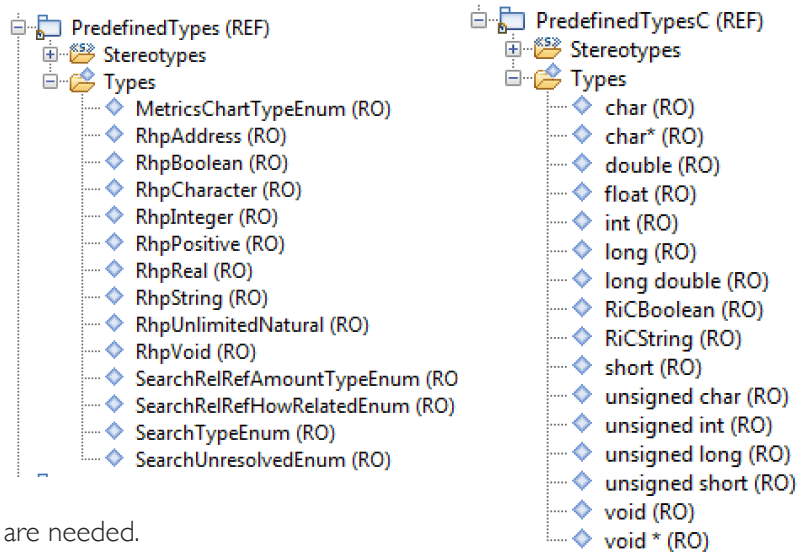 PredefinedTypes (REF)
Stereotypes
Types
MetricsChartTypeEnum (RO)
RhpAddress (RO)
RhpBoolean (RO)
RhpCharacter (RO)
RhpInteger (RO)
RhpPositive (RO)
RhpReal (RO)
RhpString (RO)
RhpUnlimitedNatural (RO)
RhpVoid (RO)
SearchRelRefAmountTypeEnum (RO
SearchRelRefHowRelatedEnum (RO)
SearchTypeEnum (RO)
SearchUnresolvedEnum (RO)
are needed.
PredefinedTypesC (REF)
Stereotypes
Types
char (RO)
char* (RO)
double (RO)
float (RO)
int (RO)
long (RO)
long double (RO)
RiCBoolean (RO)
RiCString (RO)
short (RO)
unsigned char (RO)
unsigned int (RO)
unsigned long (RO)
unsigned short (RO)
void (RO)
void * (RO)